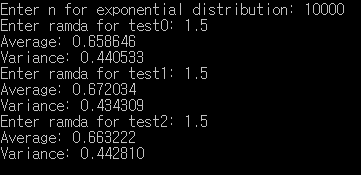 Enter n for exponential distribution: 10000
Enter ramda for test0: 1.5
Average: 0.658646
Variance: 0.440533
Enter ramda for test1: 1.5
Average: 0.672034
Variance: 0.434309
Enter ramda for test2: 1.5
Average: 0.663222
Variance: 0.442810